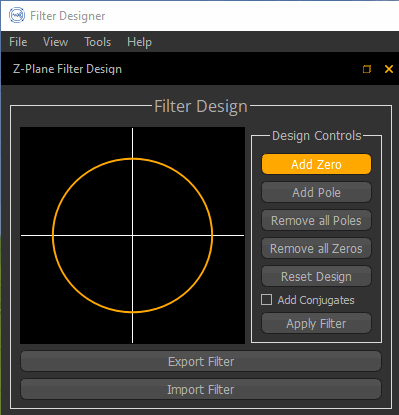 Filter Designer
File View Tools Help
Z-Plane Filter Design
Filter Design
Design Controls
Add Zero
Add Pole
Remove all Poles
Remove all Zeros
Reset Design
Add Conjugates
Apply Filter
Export Filter
Import Filter